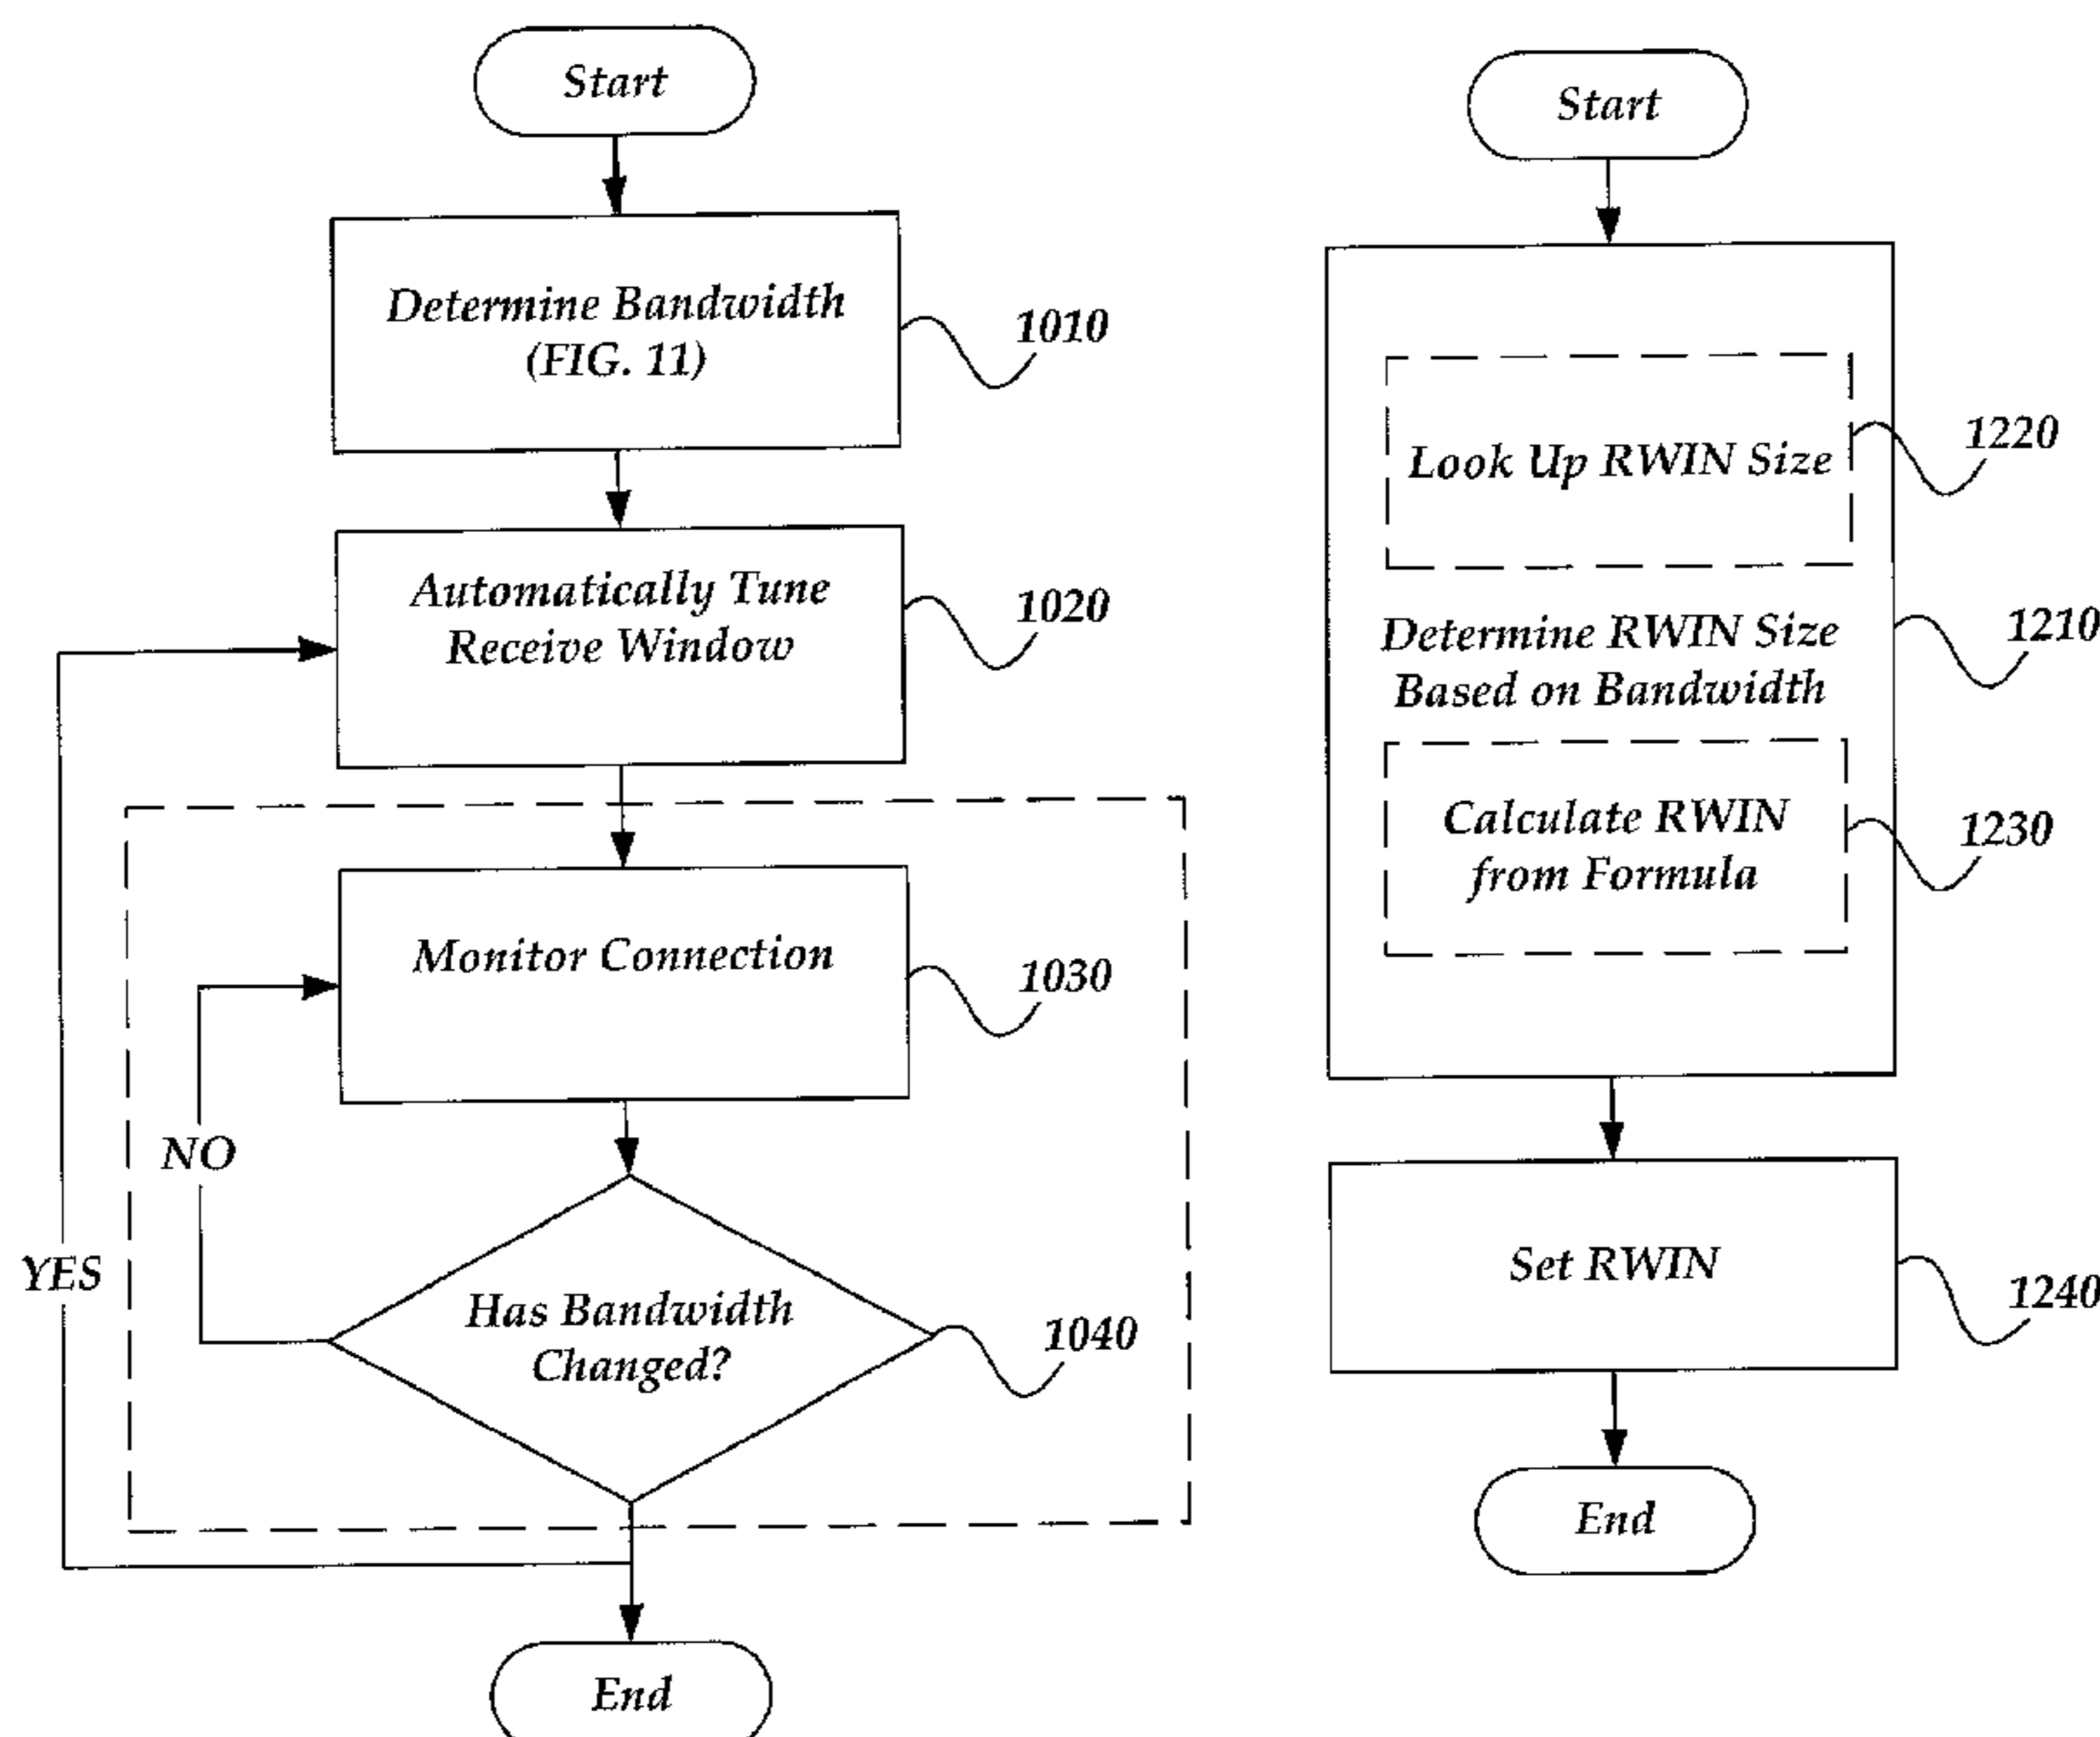 Start
Determine Bandwidth
(FIG. 11)
1010
Automatically Tune
Receive Window
1020
Monitor Connection
1030
NO
YES
Has Bandwidth
Changed?
1040
End
Start
Look Up RWIN Size
1220
Determine RWIN Size
Based on Bandwidth
1210
Calculate RWIN
from Formula
1230
Set RWIN
1240
End